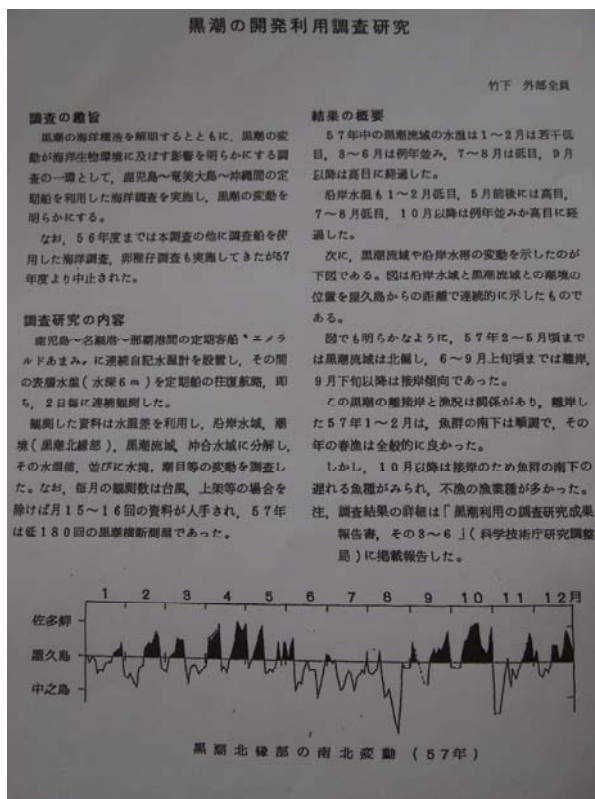 黒潮の開発利用調査研究
竹下 外部全員
調査の趣旨
黒潮の海洋構造を解明するとともに，黒潮の変
動が海洋生物環境に及ぼす影響を明らかにする調
査の一環として，鹿児島～奄美大島～沖縄間の定
期船を利用した海洋調査を実施し，黒潮の変動を
明らかにする。
なお，56年度までは本調査の他に調査船を使
用した海洋調査，卵稚仔調査も実施してきたが57
年度より中止された。
調査研究の内容
鹿児島～名瀬港～那覇港間の定期客船〝エメラ
ルドあまみ〟に連続自記水温計を設置し，その間
の表層水温（水深6m）を定期船の往復航路，即
ち，2日毎に連続観測した。
観測した資料は水温差を利用し，沿岸水域，潮
境（黒潮北縁部），黒潮流域，沖合水域に分解し，
その水温値，並びに水塊，潮目等の変動を調査し
た。なお，毎月の観測数は台風，上架等の場合を
除けば月15～16回の資料が入手され，57年
は延180回の黒潮横断測温であった。
結果の概要
57年中の黒潮流域の水温は1～2月は若干低
目，3～6月は例年並み，7～8月は低目，9月
以降は高目に経過した。
沿岸水温も1～2月低目，5月前後には高目，
7～8月低目，10月以降は例年並みか高目に経
過した。
次に，黒潮流域や沿岸水帯の変動を示したのが
下図である。図は沿岸水域と黒潮流域との潮境の
位置を屋久島からの距離で連続的に示したもので
ある。
図でも明らかなように，57年2～5月頃まで
は黒潮流域は北偏し，6～9月上旬頃までは離岸，
9月下旬以降は接岸傾向であった。
この黒潮の離接岸と漁況は関係があり，離岸し
た57年1～2月は，魚群の南下は順調で，その
年の春漁は全般的に良かった。
しかし，10月以降は接岸のため魚群の南下の
遅れる魚種がみられ，不漁の漁業種が多かった。
注，調査結果の詳細は「黒潮利用の調査研究成果
報告書，その3～6」（科学技術庁研究調整
局）に掲載報告した。
1 2 3 4 5 6 7 8 9 10 11 12月
佐多岬
屋久島
中之島
黒潮北縁部の南北変動（57年）